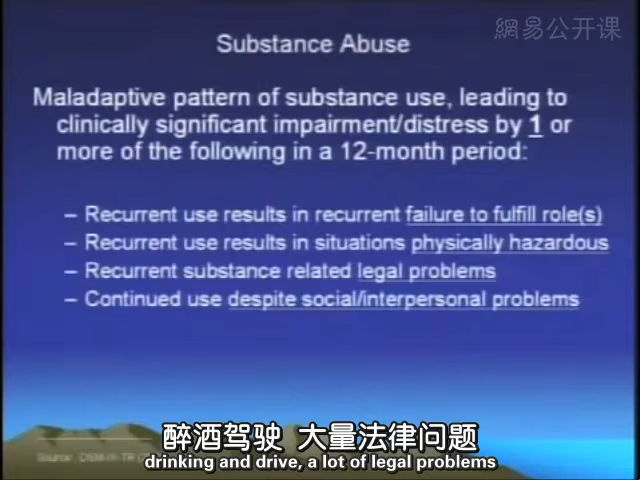 網易公开课
Substance Abuse
Maladaptive pattern of substance use, leading to
clinically significant impairment/distress by 1 or
more of the following in a 12-month period:
– Recurrent use results in recurrent failure to fulfill role(s)
– Recurrent use results in situations physically hazardous
– Recurrent substance related legal problems
– Continued use despite social/interpersonal problems
醉酒驾驶 大量法律问题
Source:
drinking and drive, a lot of legal problems